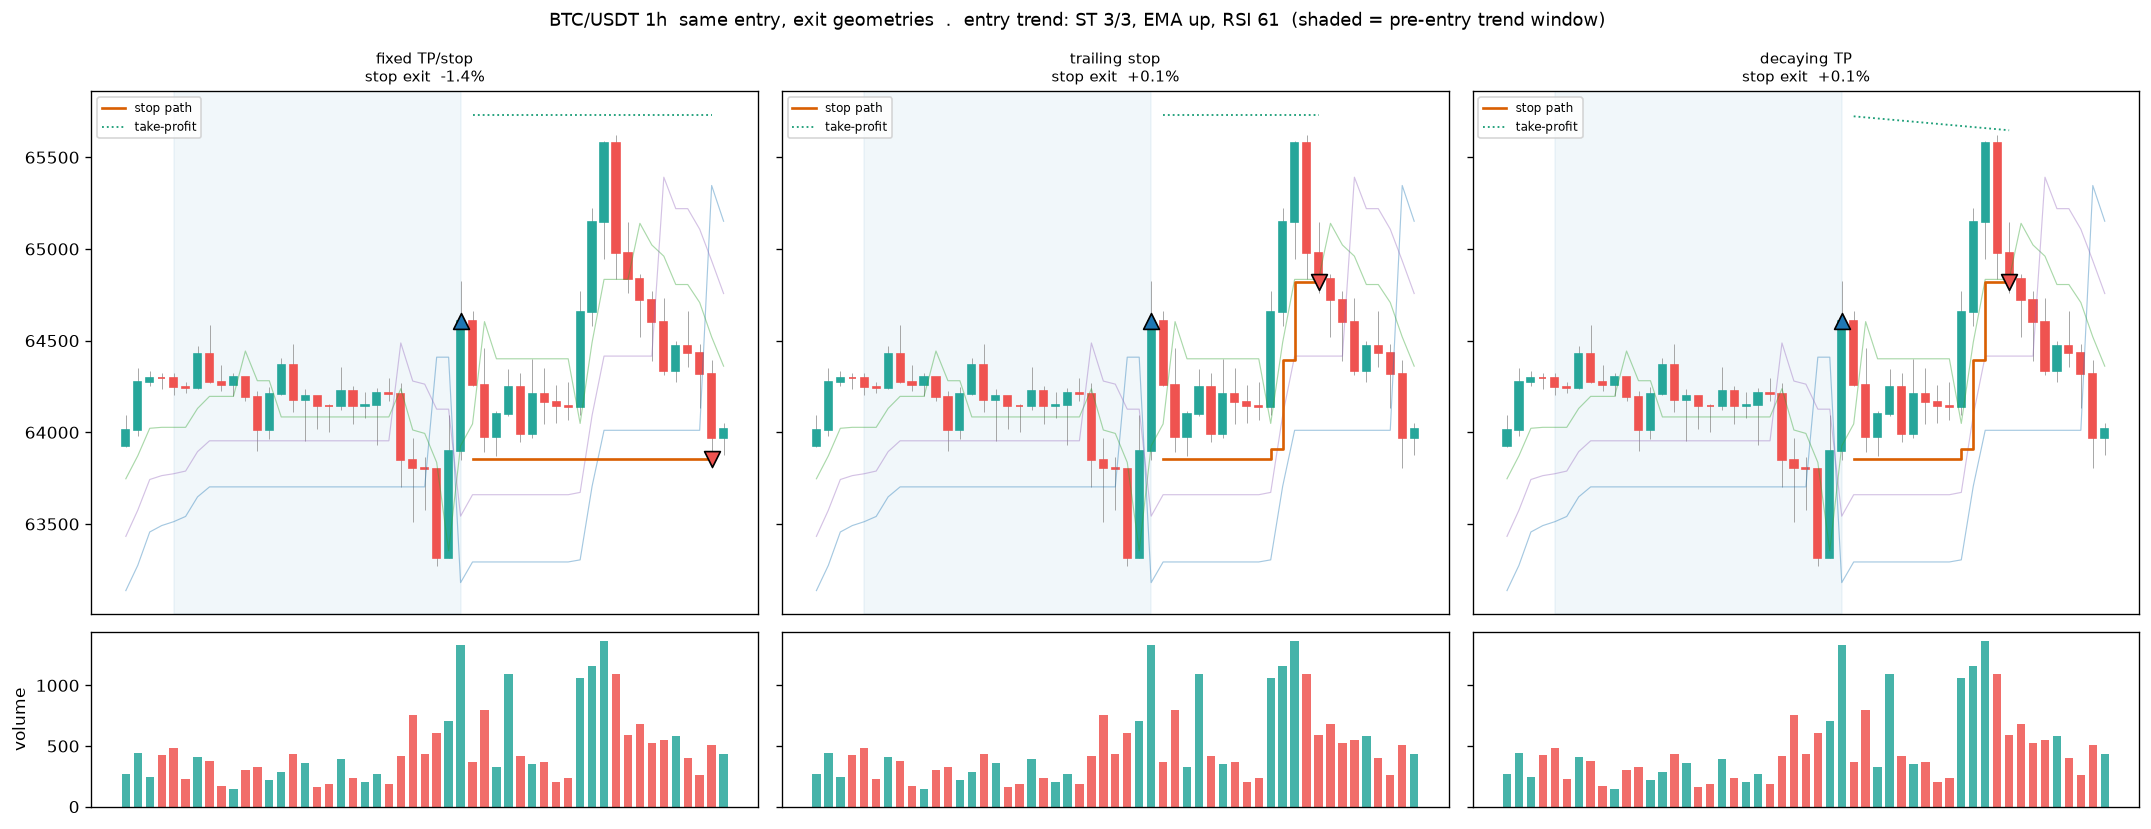 BTC/USDT 1h  same entry, exit geometries  .  entry trend: ST 3/3, EMA up, RSI 61  (shaded = pre-entry trend window)
fixed TP/stop
stop exit  -1.4%
trailing stop
stop exit  +0.1%
decaying TP
stop exit  +0.1%
stop path
take-profit
stop path
take-profit
stop path
take-profit
65500
65000
64500
64000
63500
volume
1000
500
0